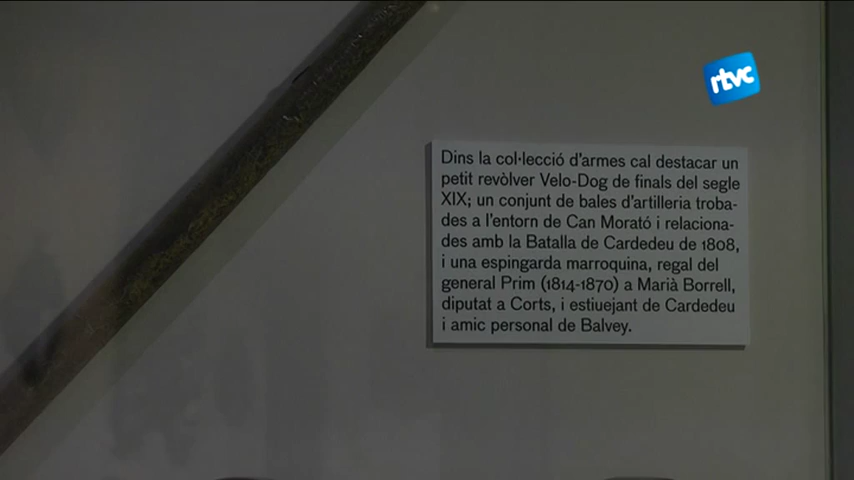 rtvc
Dins la col·lecció d'armes cal destacar un
petit revòlver Velo-Dog de finals del segle
XIX; un conjunt de bales d'artilleria troba-
des a l'entorn de Can Morató i relaciona-
des amb la Batalla de Cardedeu de 1808,
i una espingarda marroquina, regal del
general Prim (1814-1870) a Marià Borrell,
diputat a Corts, i estiuejant de Cardedeu
i amic personal de Balvey.